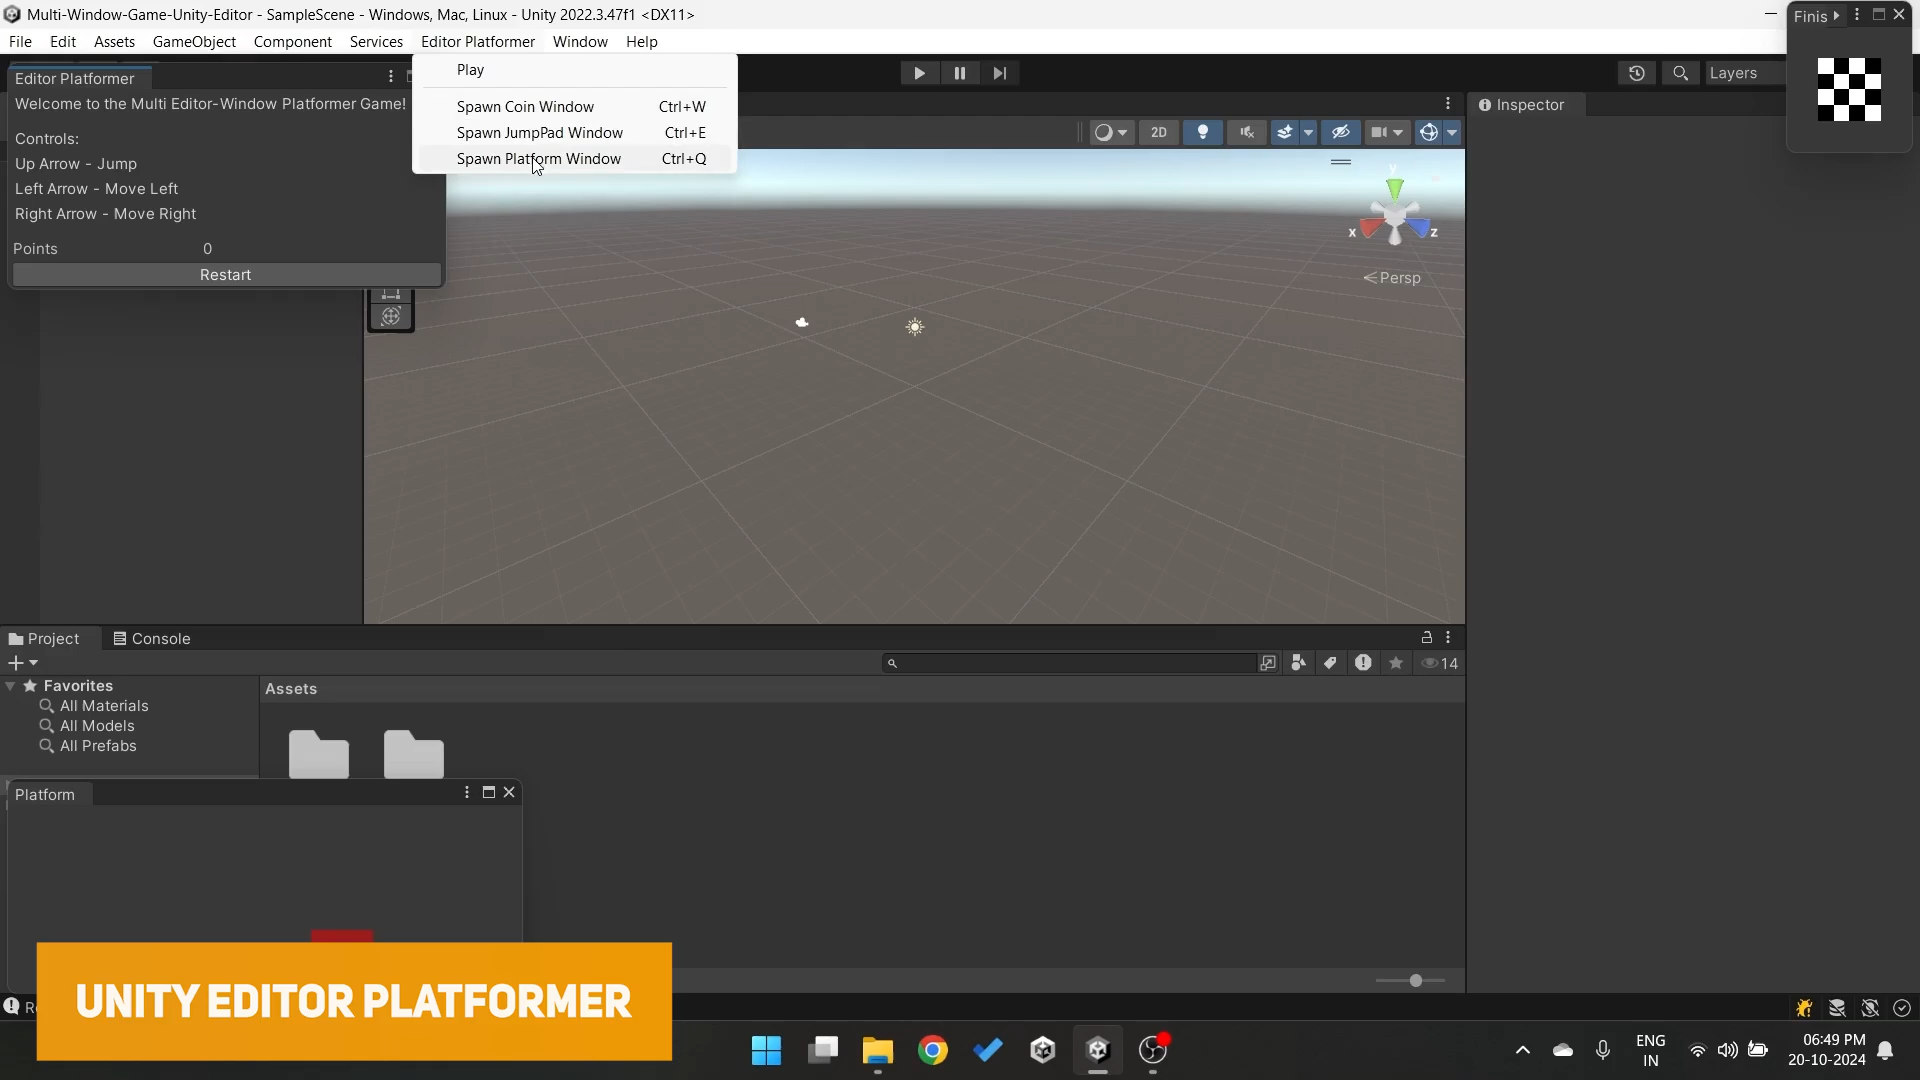 Multi-Window-Game-Unity-Editor - SampleScene - Windows, Mac, Linux - Unity 2022.3.47f1 <DX11>
File Edit Assets GameObject Component Services Editor Platformer Window Help
Finis
Editor Platformer
Welcome to the Multi Editor-Window Platformer Game!
Controls:
Up Arrow - Jump
Left Arrow - Move Left
Right Arrow - Move Right
Points 0
Restart
Play
Spawn Coin Window Ctrl+W
Spawn JumpPad Window Ctrl+E
Spawn Platform Window Ctrl+Q
Layers
Inspector
2D
y
x
z
Persp
Project
Console
14
Favorites
All Materials
All Models
All Prefabs
Assets
Platform
UNITY EDITOR PLATFORMER
ENG
IN
06:49 PM
20-10-2024